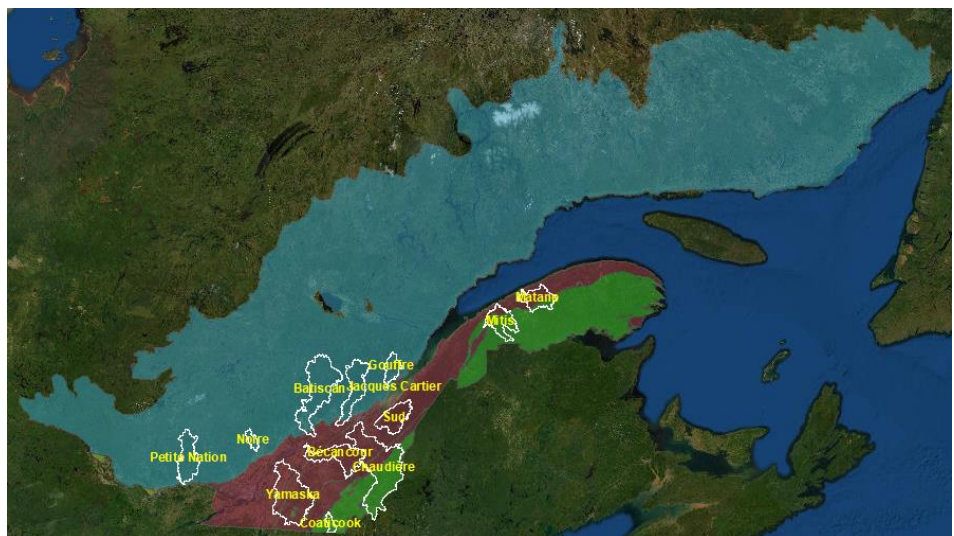 Matane
Mitis
Gouffre
Batiscan
Jacques Cartier
Sud
Noire
Bécancour
Petite Nation
Chaudière
Yamaska
Coaticook